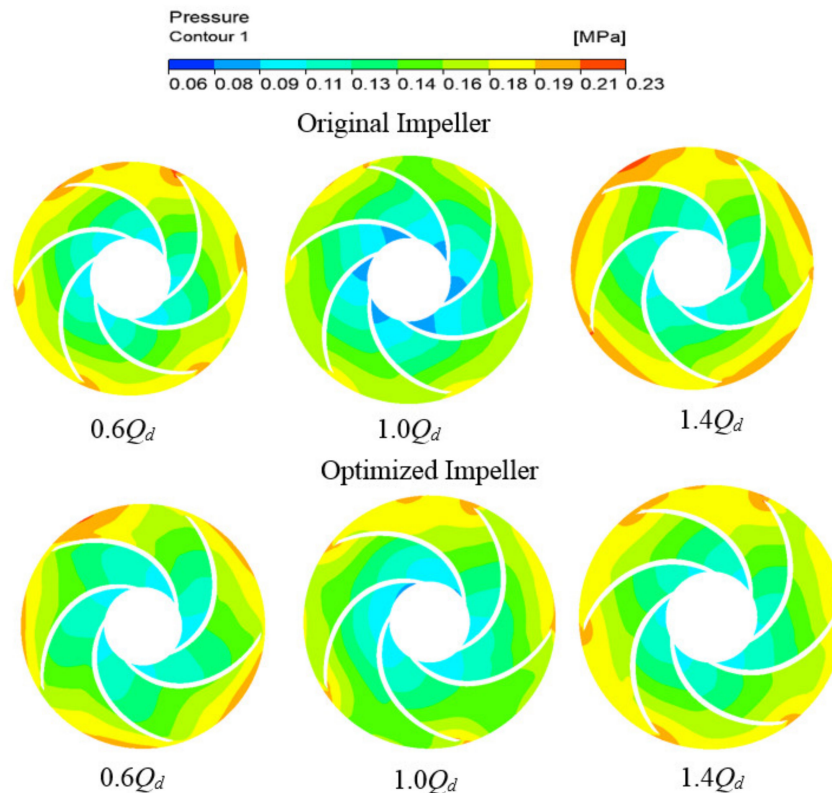 Pressure
Contour 1 [MPa]
0.06 0.08 0.09 0.11 0.13 0.14 0.16 0.18 0.19 0.21 0.23
Original Impeller
0.6Qd 1.0Qd 1.4Qd
Optimized Impeller
0.6Qd 1.0Qd 1.4Qd